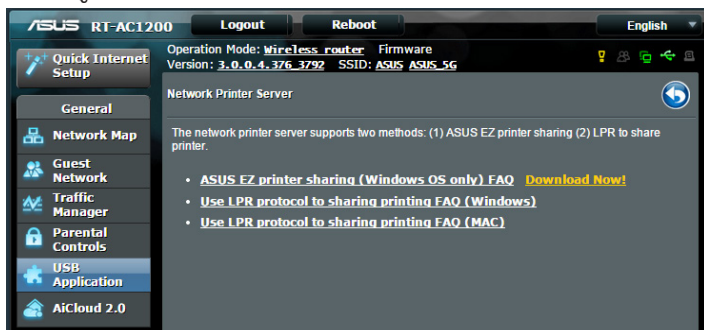 ASUS RT-AC1200 Logout Reboot English
Quick Internet
Setup
Operation Mode: Wireless router Firmware
Version: 3.0.0.4.376_3792 SSID: ASUS ASUS_5G
General
Network Map
Guest
Network
Traffic
Manager
Parental
Controls
USB
Application
AiCloud 2.0
Network Printer Server
The network printer server supports two methods: (1) ASUS EZ printer sharing (2) LPR to share
printer.
• ASUS EZ printer sharing (Windows OS only) FAQ Download Now!
• Use LPR protocol to sharing printing FAQ (Windows)
• Use LPR protocol to sharing printing FAQ (MAC)